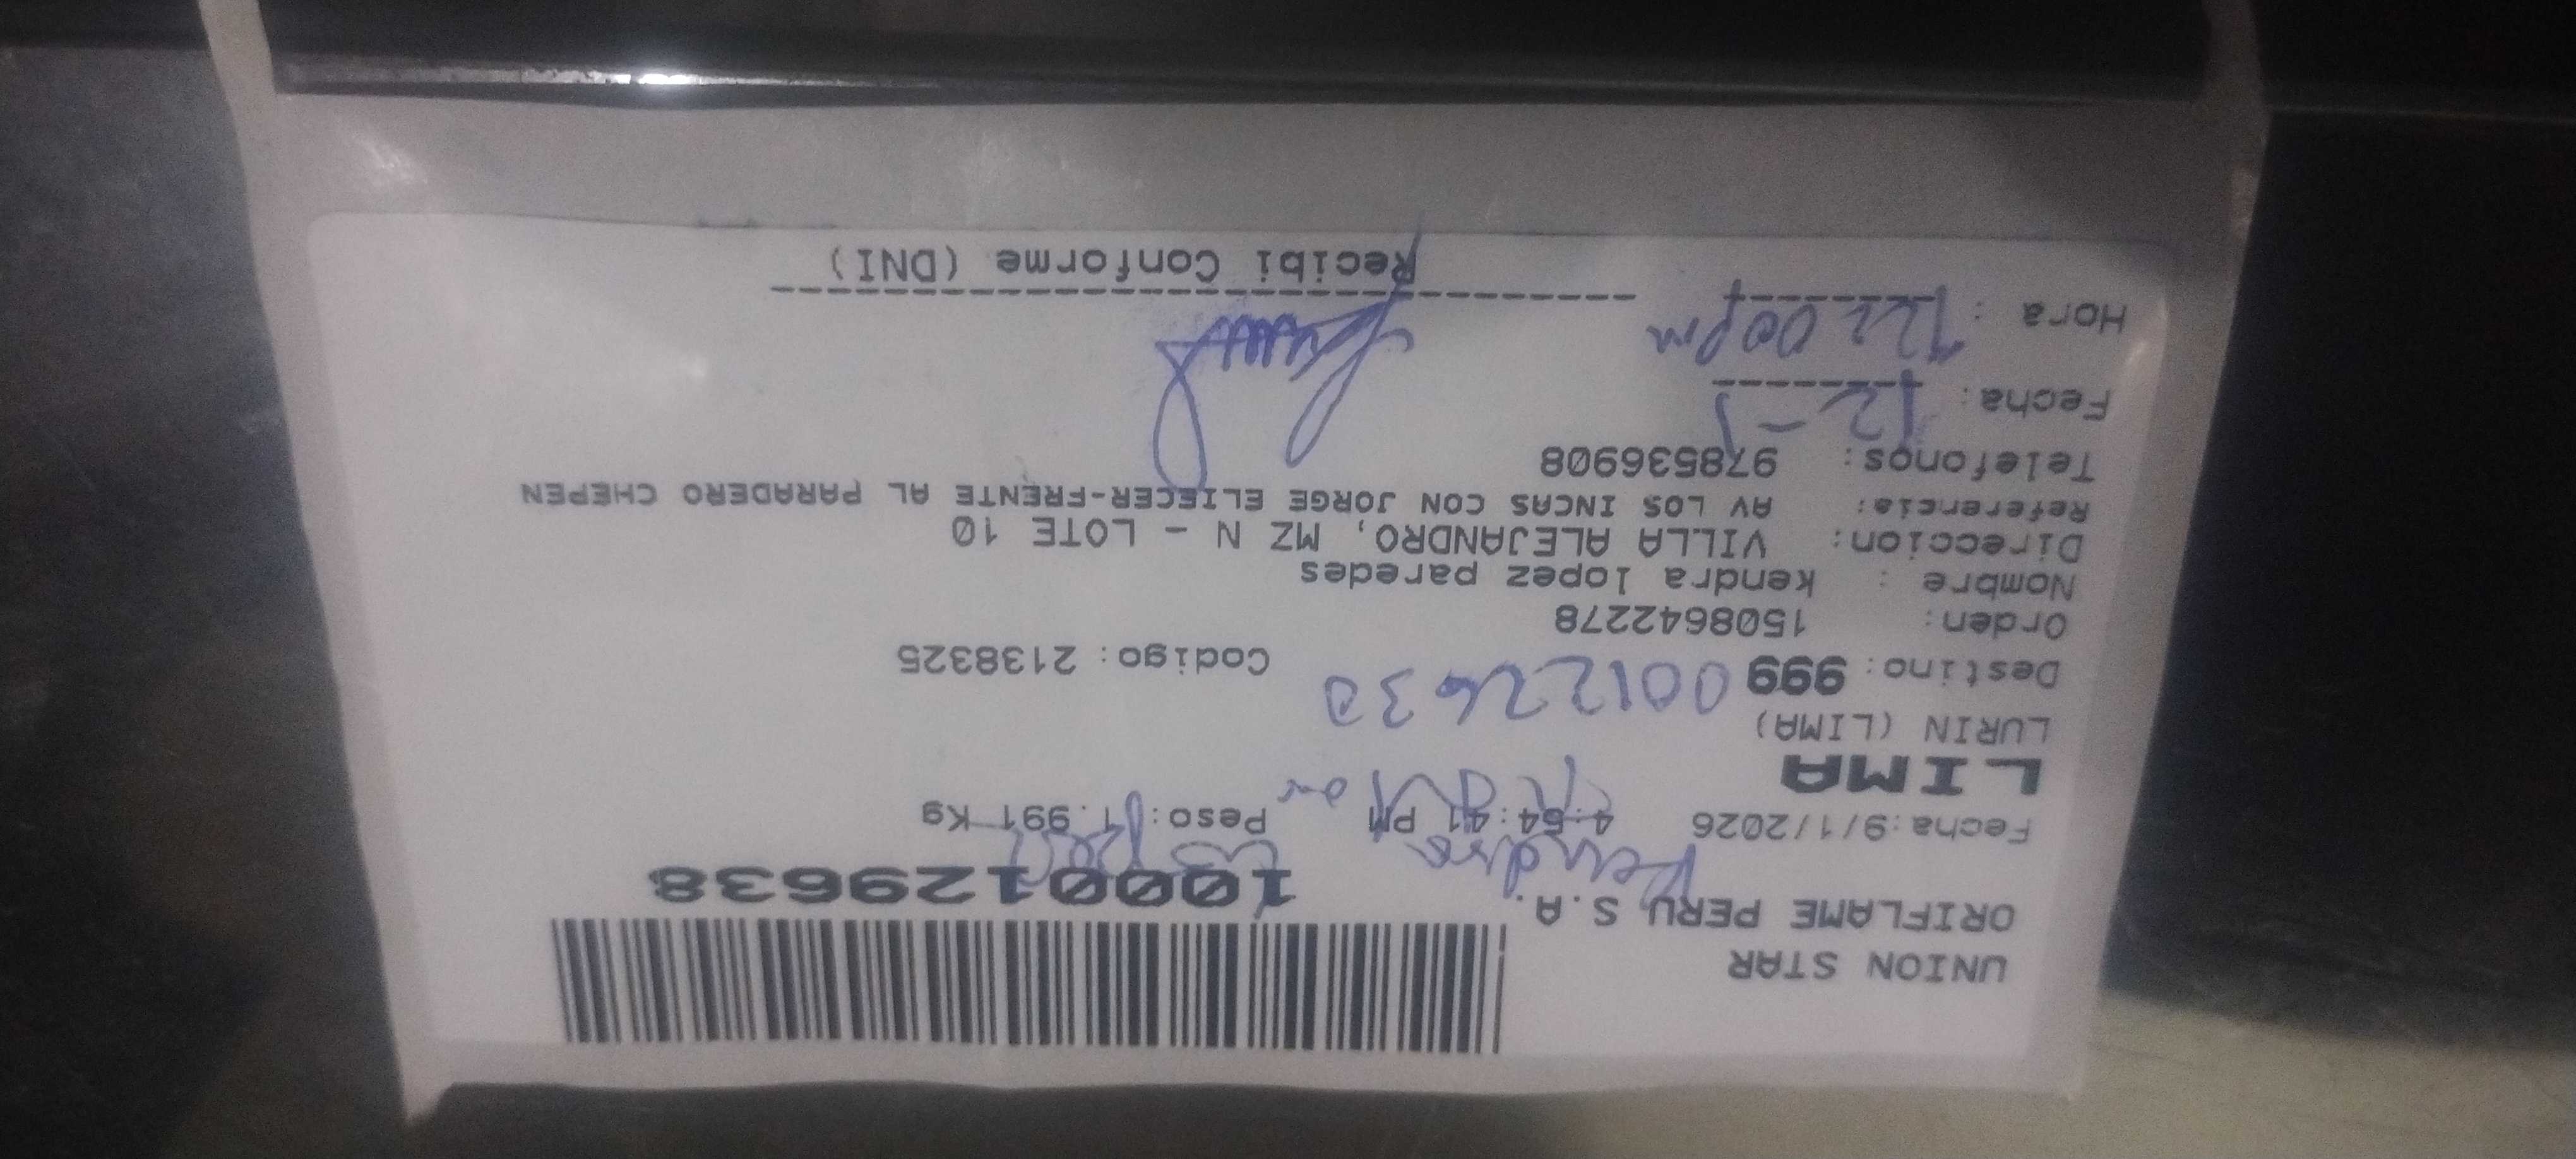 UNION STAR
ORIFLAME PERU S.A.
1000129638
Kendra
Fecha:9/1/2026 4:54:41 PM Peso: 1.991 Kg
LIMA
LURIN (LIMA)
Destino: 999 00122630 Codigo: 2138325
Orden: 1508642278
Nombre : kendra lopez paredes
Direccion: VILLA ALEJANDRO, MZ N - LOTE 10
Referencia: AV LOS INCAS CON JORGE ELIECER-FRENTE AL PARADERO CHEPEN
Telefonos: 978536908
Fecha: 12-1
Hora : 12:00pm
Recibi Conforme (DNI)